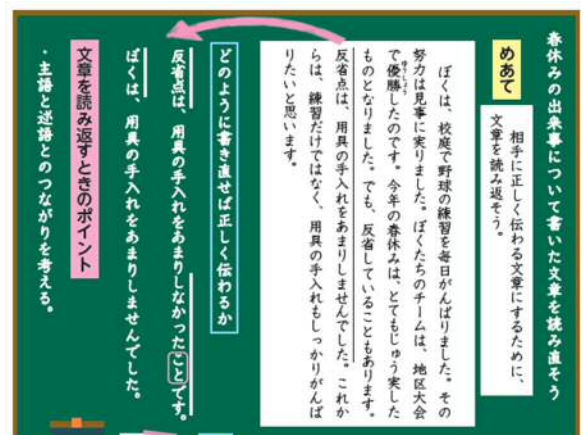 春休みの出来事について書いた文章を読み直そう
めあて
相手に正しく伝わる文章にするために、
文章を読み返そう。
ぼくは、校庭で野球の練習を毎日がんばりました。その
努力は見事に実りました。ぼくたちのチームは、地区大会
で優勝したのです。今年の春休みは、とてもじゅう実した
ものとなりました。でも、反省していることもあります。
反省点は、用具の手入れをあまりしませんでした。これか
らは、練習だけではなく、用具の手入れもしっかりがんば
りたいと思います。
どのように書き直せば正しく伝わるか
反省点は、用具の手入れをあまりしなかったことです。
ぼくは、用具の手入れをあまりしませんでした。
文章を読み返すときのポイント
・主語と述語とのつながりを考える。